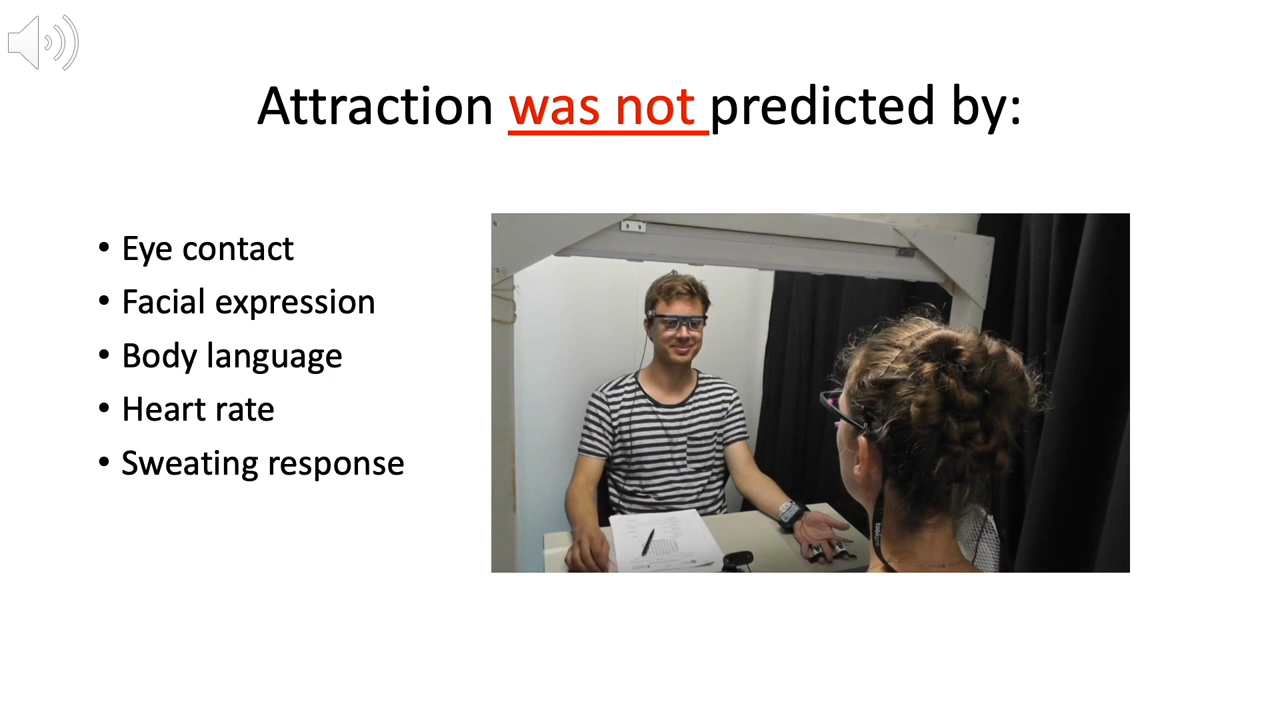 Attraction was not predicted by:
• Eye contact
• Facial expression
• Body language
• Heart rate
• Sweating response